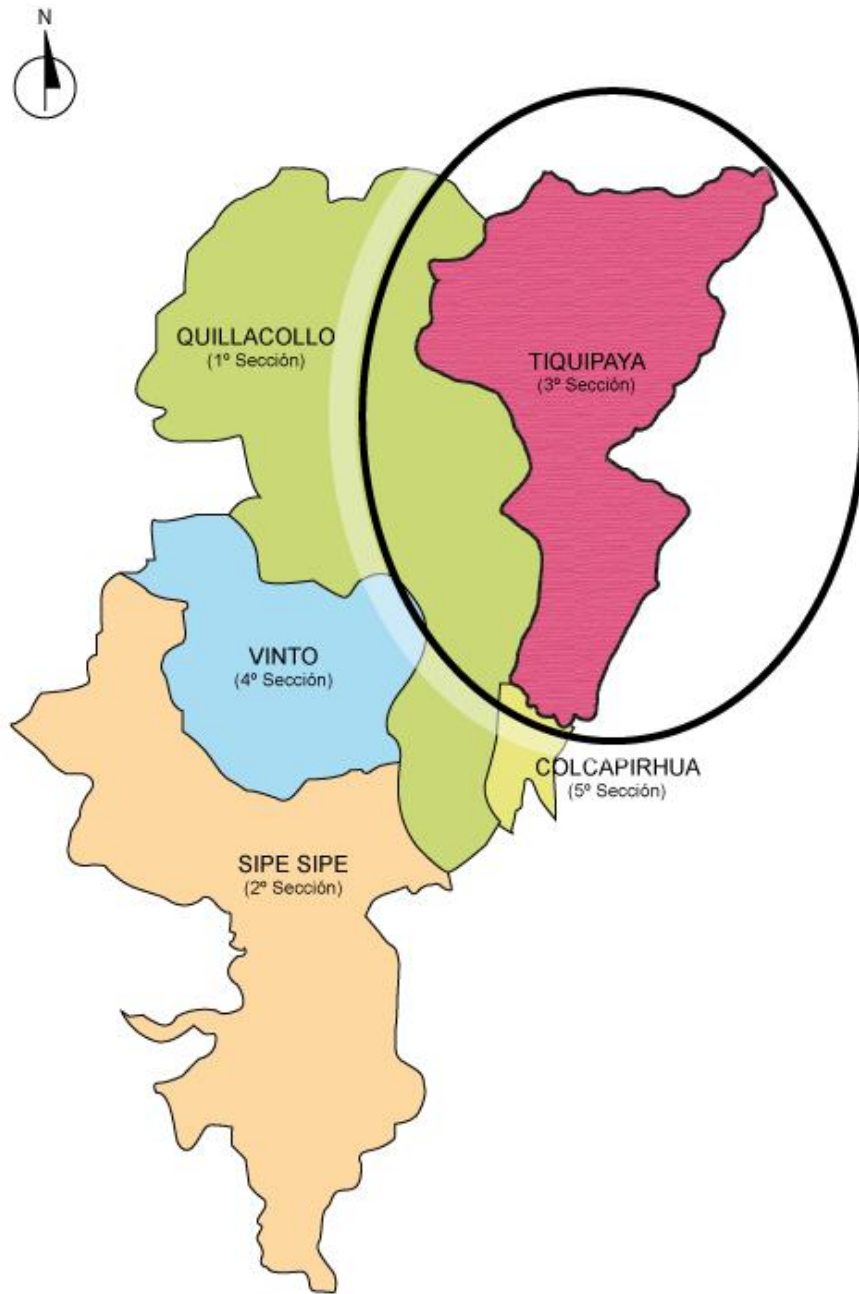 N
QUILLACOLLO
(1º Sección)
TIQUIPAYA
(3º Sección)
VINTO
(4º Sección)
COLCAPIRHUA
(5º Sección)
SIPE SIPE
(2º Sección)